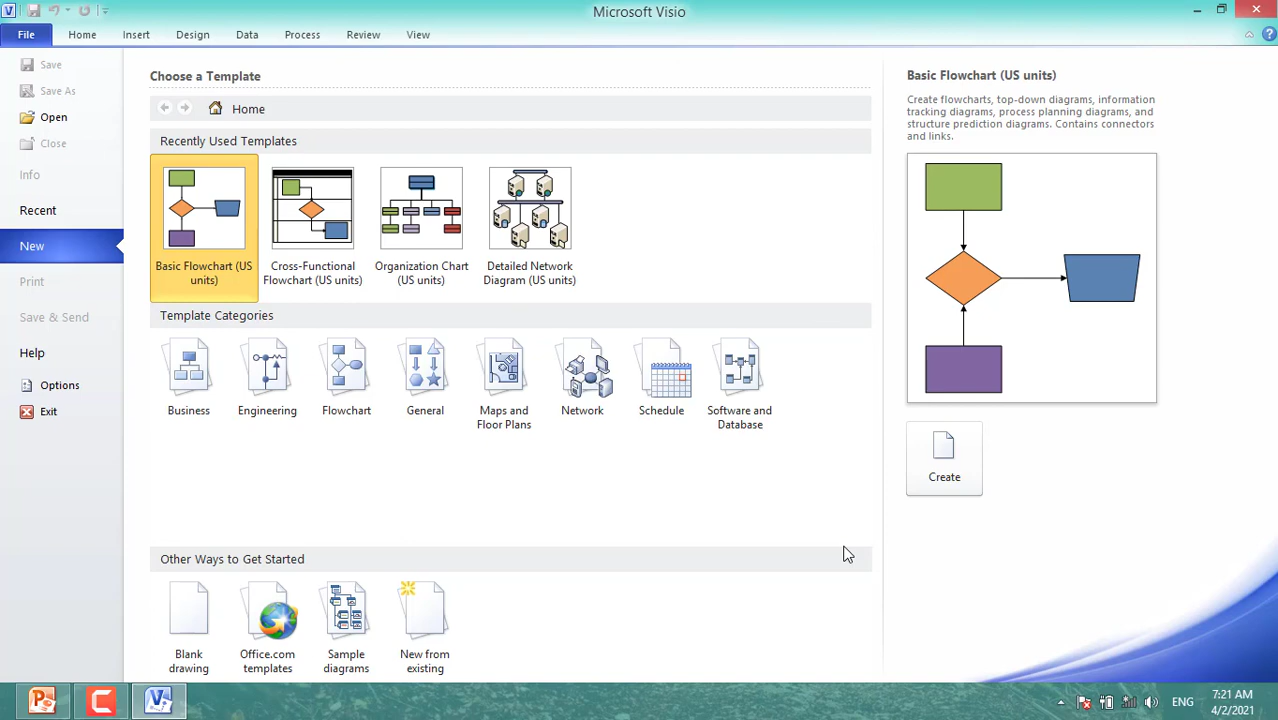 Microsoft Visio
File
Home
Insert
Design
Data
Process
Review
View
Save
Save As
Open
Close
Info
Recent
New
Print
Save & Send
Help
Options
Exit
Choose a Template
Home
Recently Used Templates
Basic Flowchart (US
units)
Cross-Functional
Flowchart (US units)
Organization Chart
(US units)
Detailed Network
Diagram (US units)
Template Categories
Business
Engineering
Flowchart
General
Maps and
Floor Plans
Network
Schedule
Software and
Database
Other Ways to Get Started
Blank
drawing
Office.com
templates
Sample
diagrams
New from
existing
Basic Flowchart (US units)
Create flowcharts, top-down diagrams, information
tracking diagrams, process planning diagrams, and
structure prediction diagrams. Contains connectors
and links.
Create
ENG
7:21 AM
4/2/2021